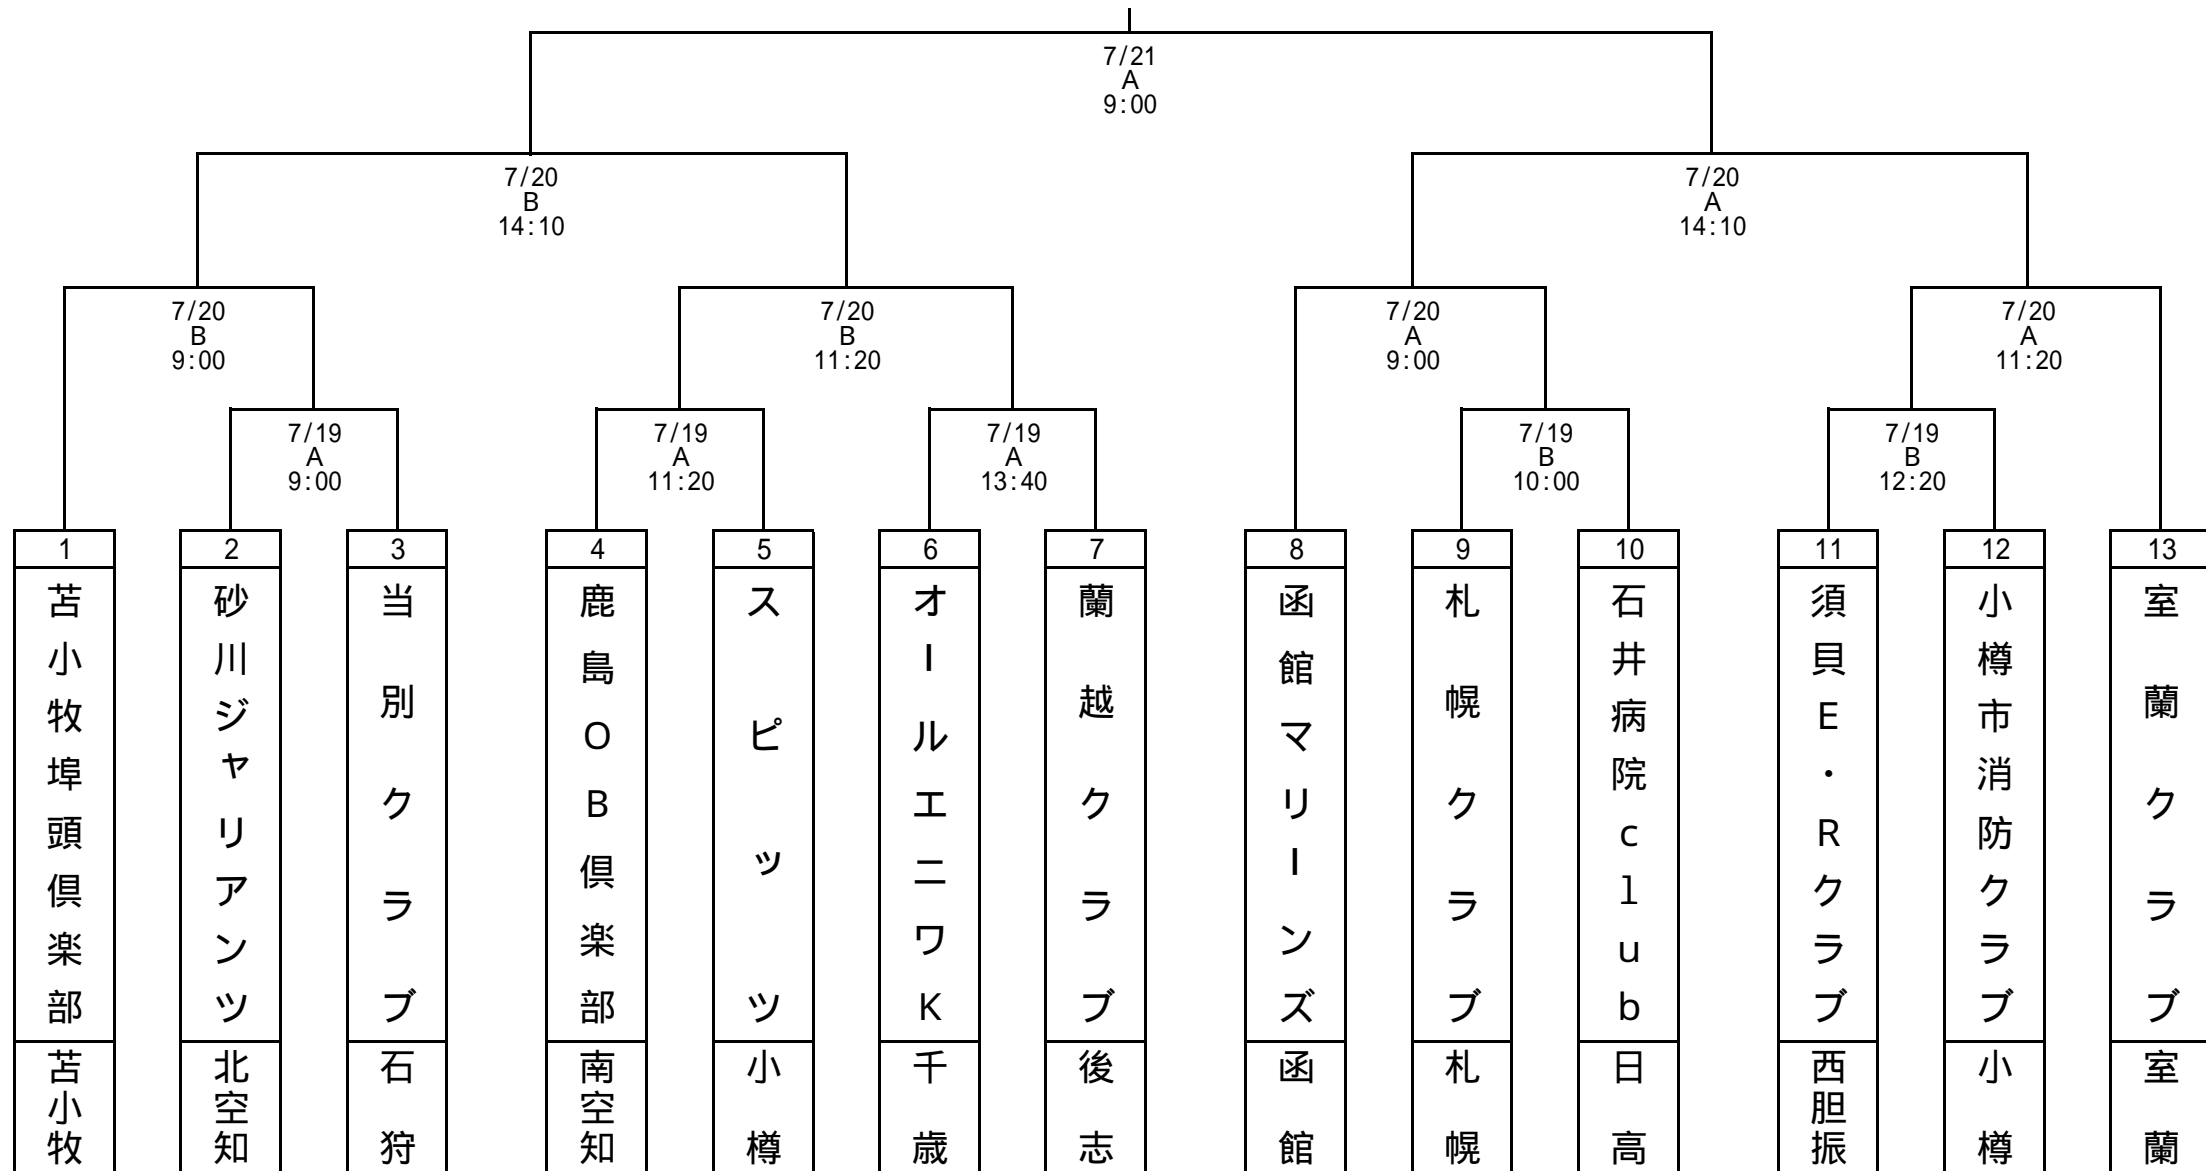 7/21
A
9:00
7/20
B
14:10
7/20
A
14:10
7/20
B
9:00
7/20
B
11:20
7/20
A
9:00
7/20
A
11:20
7/19
A
9:00
7/19
A
11:20
7/19
A
13:40
7/19
B
10:00
7/19
B
12:20
1
苫小牧埠頭倶楽部
苫小牧
2
砂川ジャリアンツ
北空知
3
当別クラブ
石狩
4
鹿島OB倶楽部
南空知
5
スピッツ
小樽
6
オールエニワK
千歳
7
蘭越クラブ
後志
8
函館マリーンズ
函館
9
札幌クラブ
札幌
10
石井病院club
日高
11
須貝E・Rクラブ
西胆振
12
小樽市消防クラブ
小樽
13
室蘭クラブ
室蘭